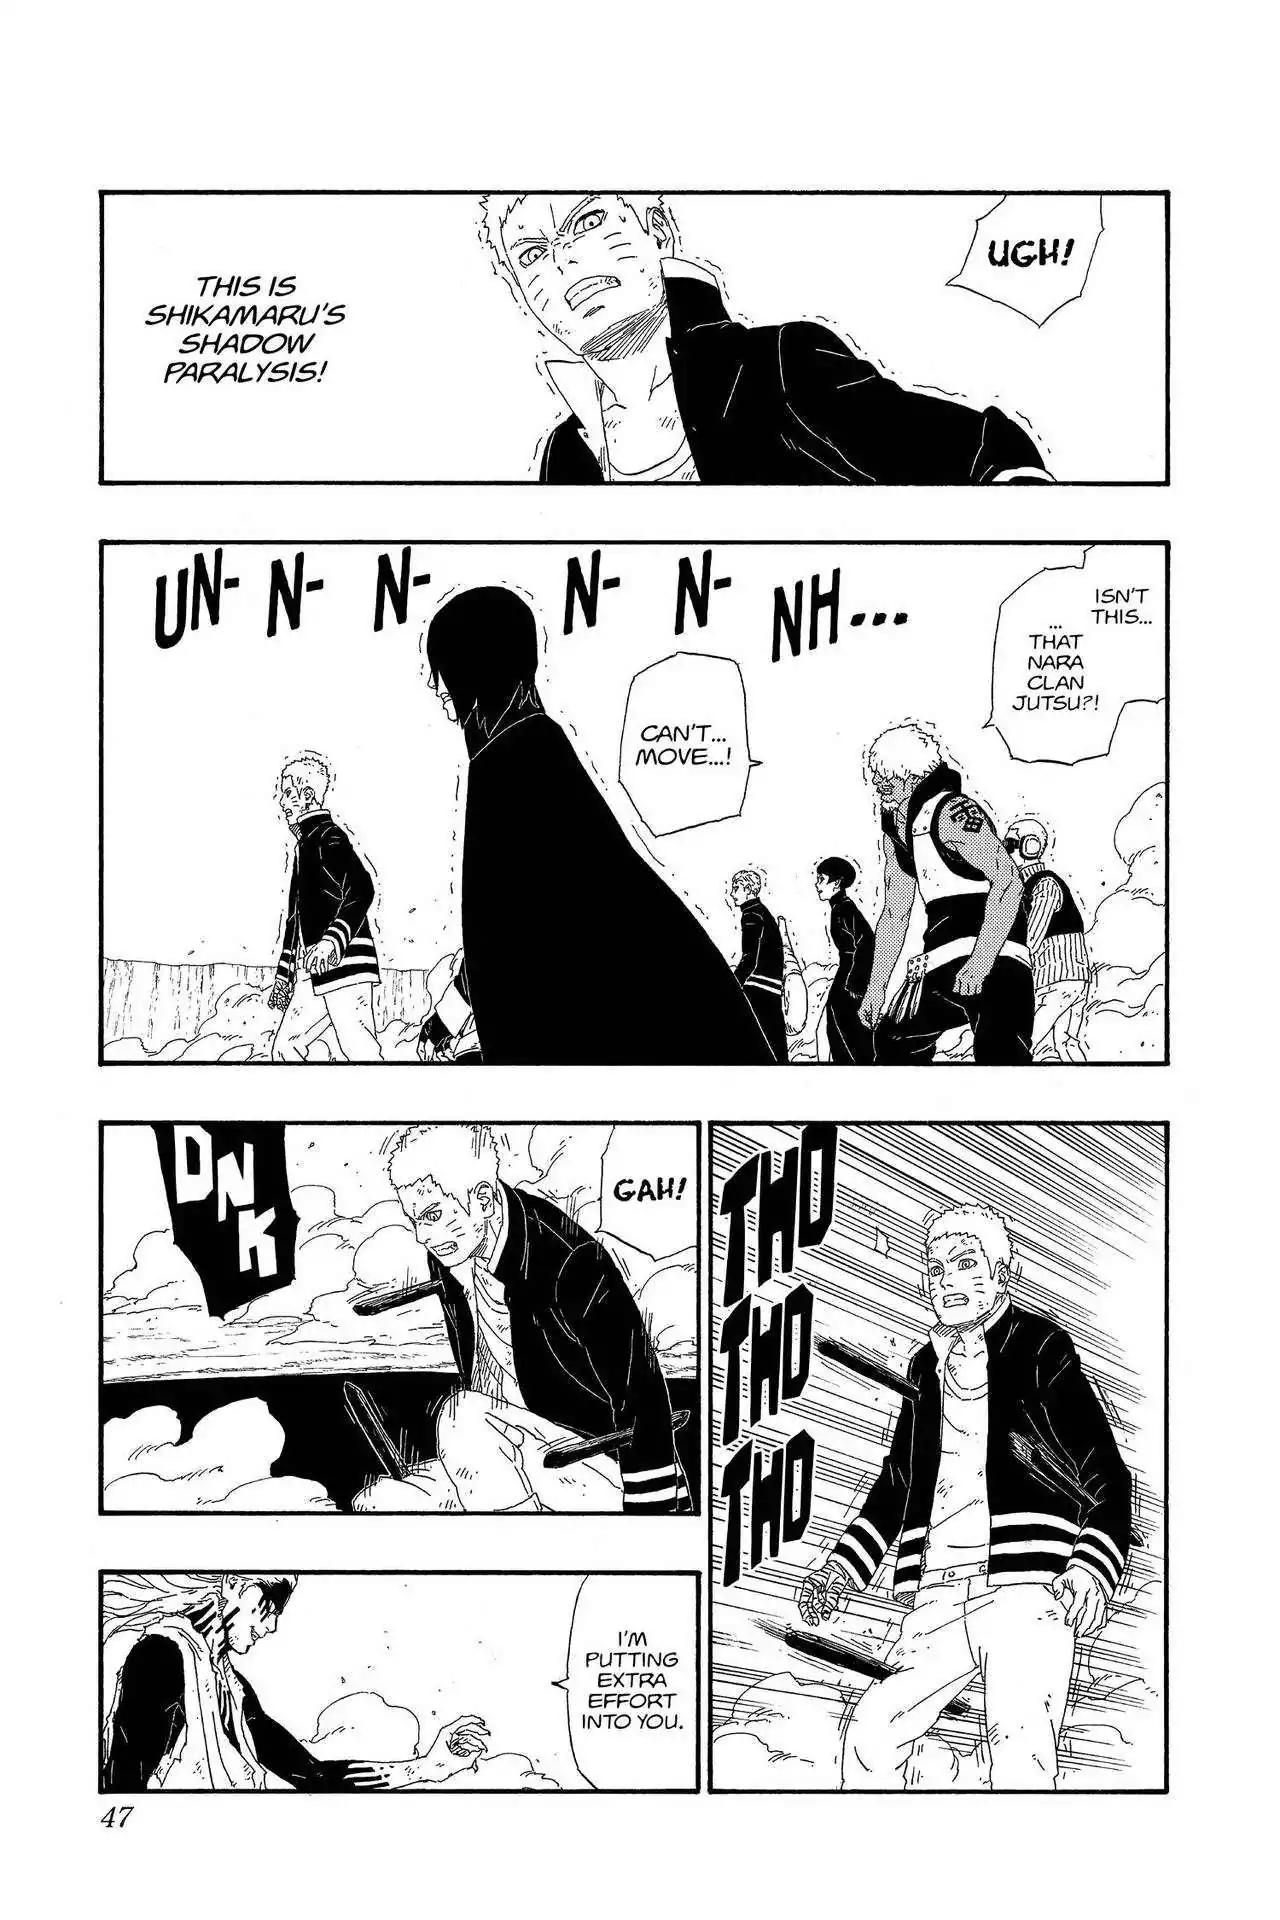 UGH!
THIS IS
SHIKAMARU'S
SHADOW
PARALYSIS!
UN-
N-
N-
N-
N-
NH...
ISN'T
THIS...
...
THAT
NARA
CLAN
JUTSU?!
CAN'T...
MOVE...!
THD
THD
THD
GAH!
DNK
I'M
PUTTING
EXTRA
EFFORT
INTO YOU.
47